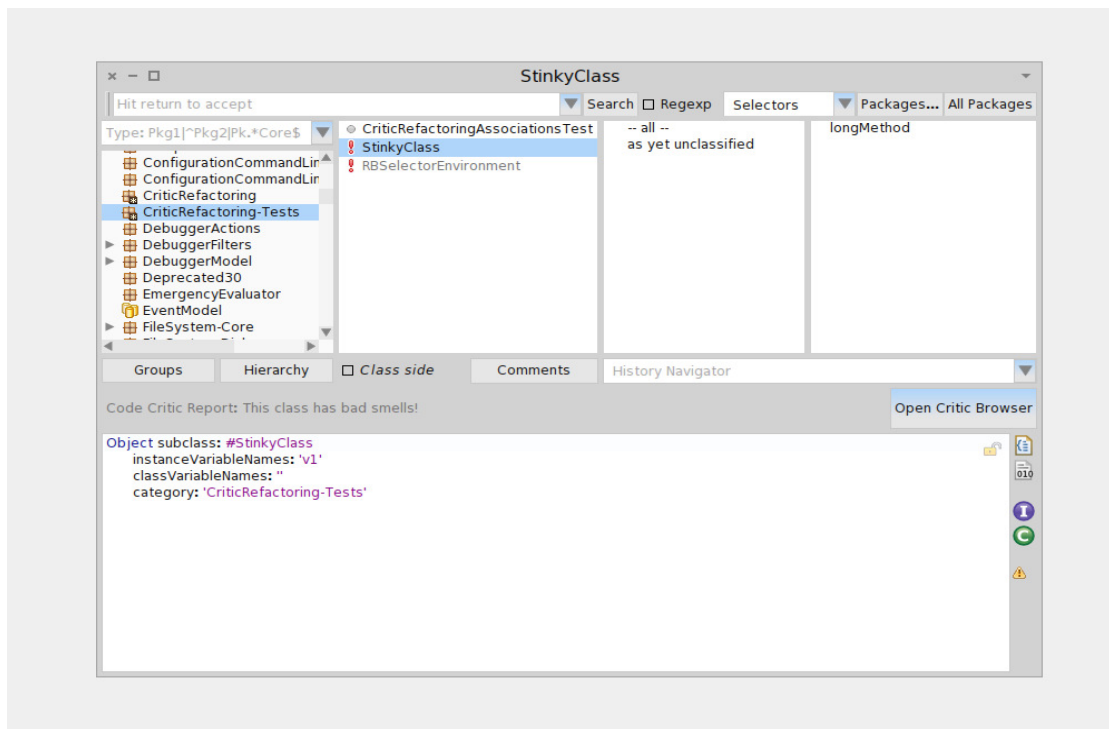 StinkyClass
Hit return to accept
Search
Regexp
Selectors
Packages...
All Packages
Type: Pkg1|^Pkg2|Pk.*Core$
ConfigurationCommandLin
ConfigurationCommandLin
CriticRefactoring
CriticRefactoring-Tests
DebuggerActions
DebuggerFilters
DebuggerModel
Deprecated30
EmergencyEvaluator
EventModel
FileSystem-Core
CriticRefactoringAssociationsTest
StinkyClass
RBSelectorEnvironment
-- all --
as yet unclassified
longMethod
Groups
Hierarchy
Class side
Comments
History Navigator
Code Critic Report: This class has bad smells!
Open Critic Browser
Object subclass: #StinkyClass
instanceVariableNames: 'v1'
classVariableNames: ''
category: 'CriticRefactoring-Tests'
010
I
C